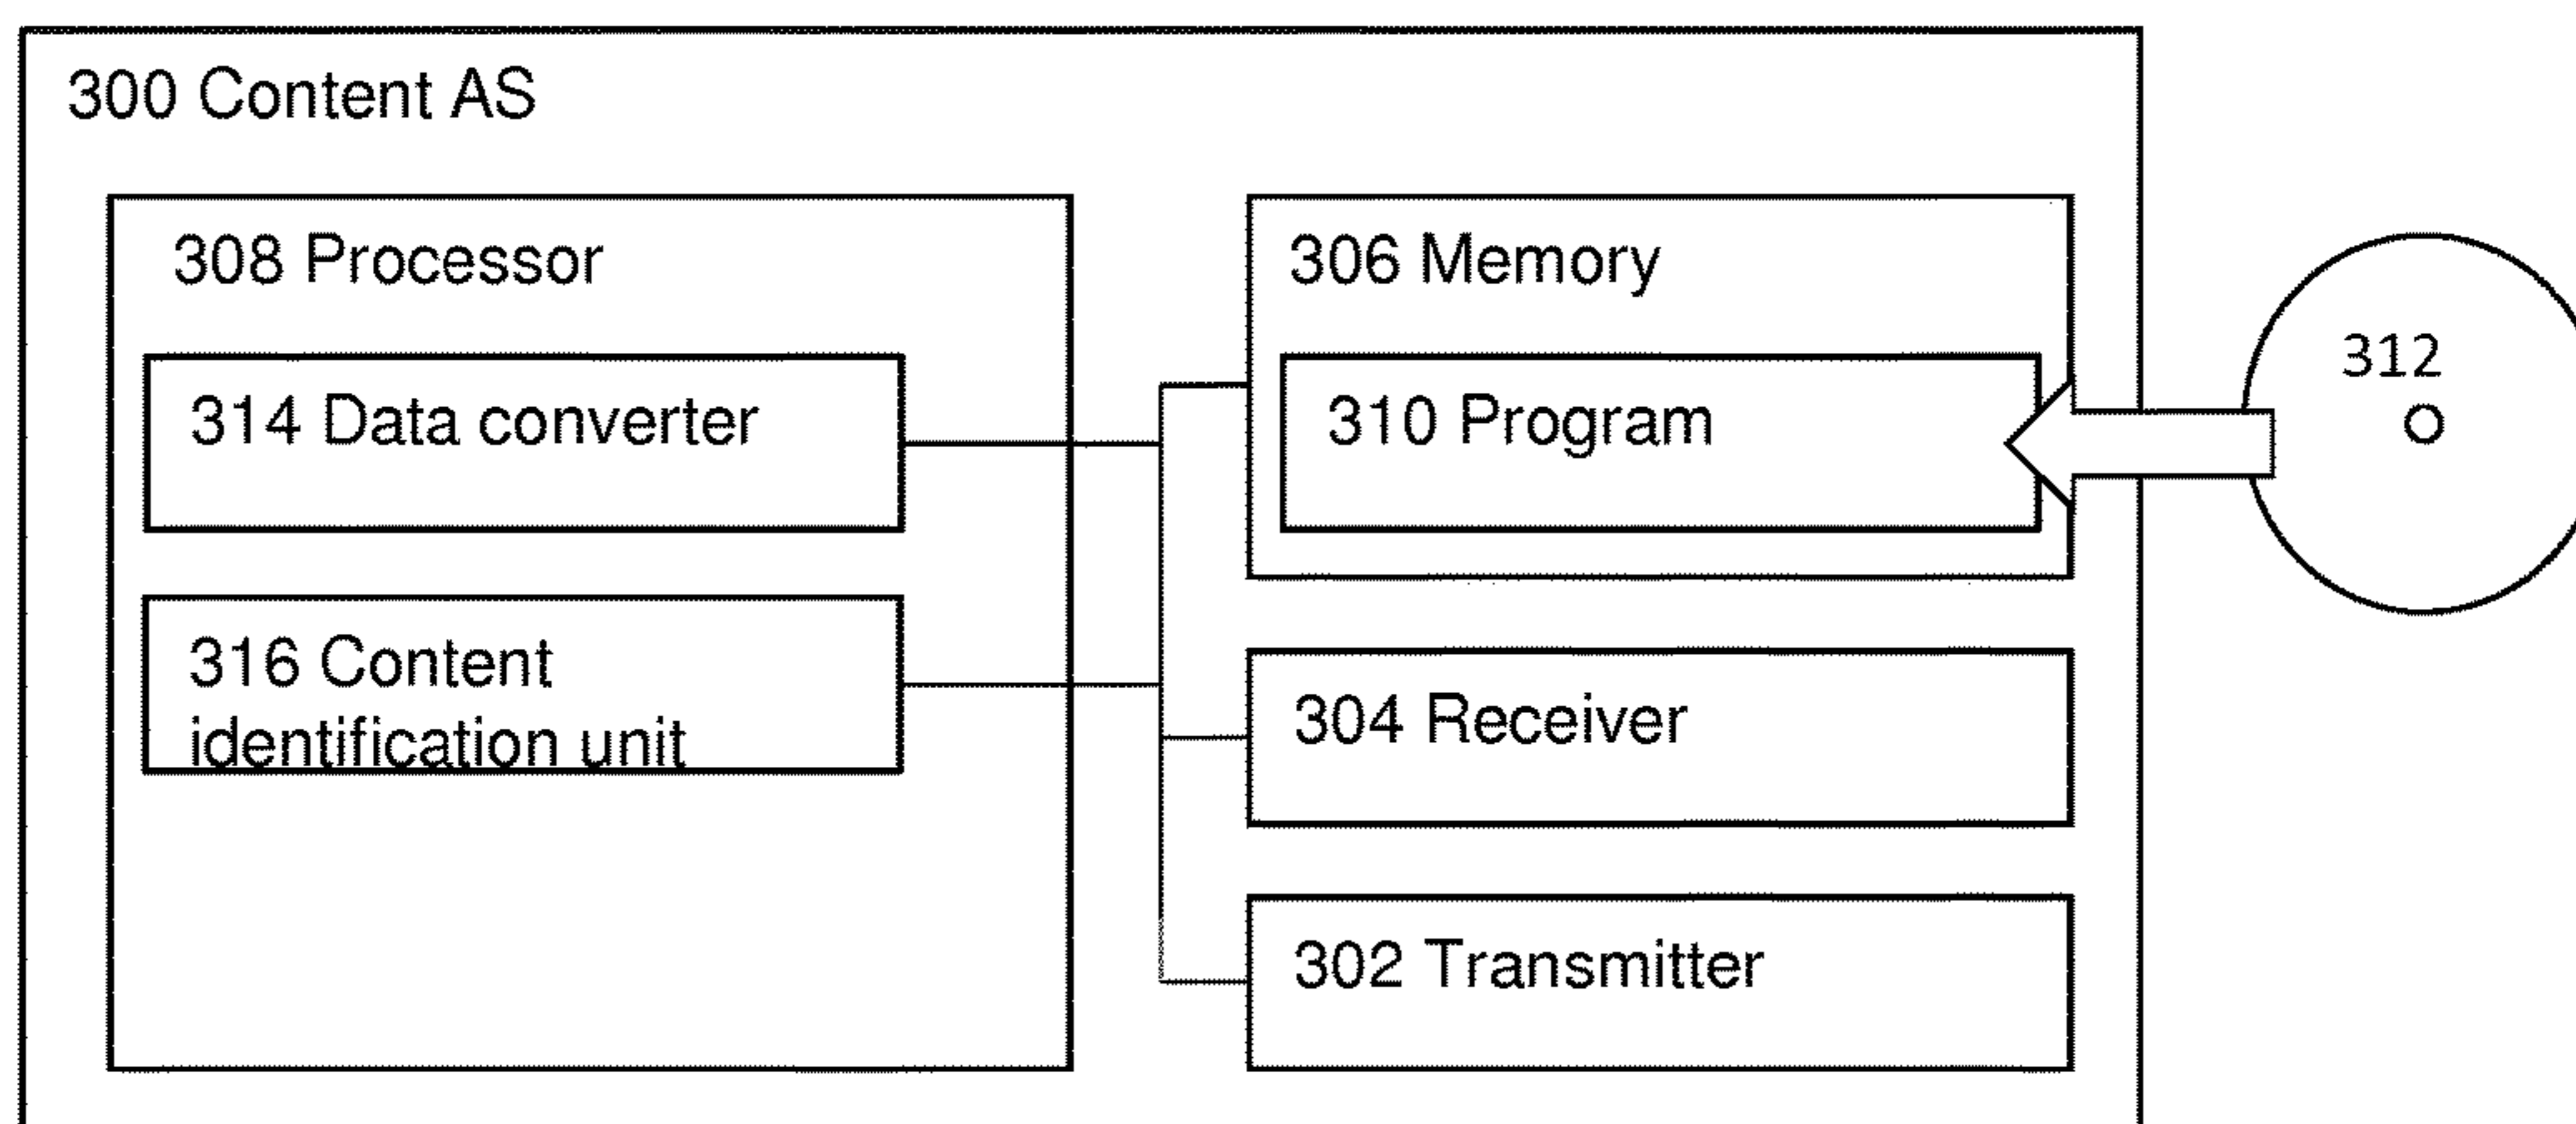 300 Content AS
308 Processor
314 Data converter
316 Content
identification unit
306 Memory
310 Program
304 Receiver
302 Transmitter
312